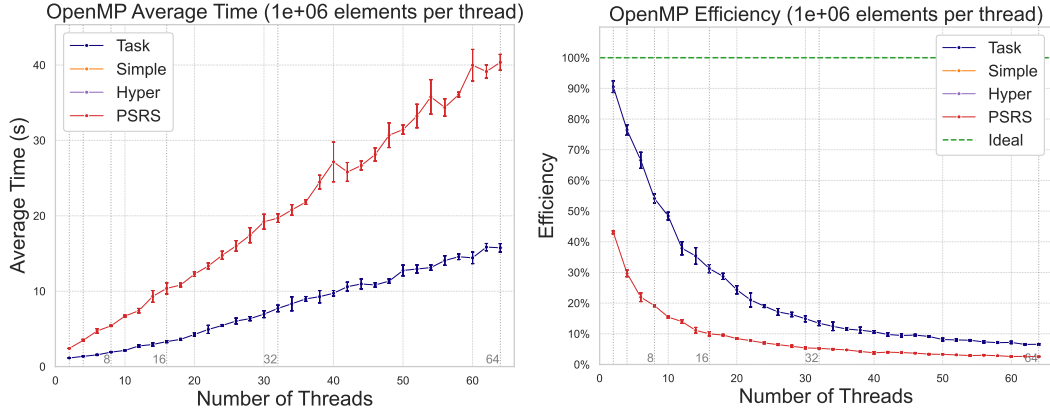 OpenMP Average Time (1e+06 elements per thread)
Task
Simple
Hyper
PSRS
Average Time (s)
40
30
20
10
0
8
16
32
64
0
10
20
30
40
50
60
Number of Threads
OpenMP Efficiency (1e+06 elements per thread)
Task
Simple
Hyper
PSRS
Ideal
Efficiency
100%
90%
80%
70%
60%
50%
40%
30%
20%
10%
0%
8
16
32
64
0
10
20
30
40
50
60
Number of Threads